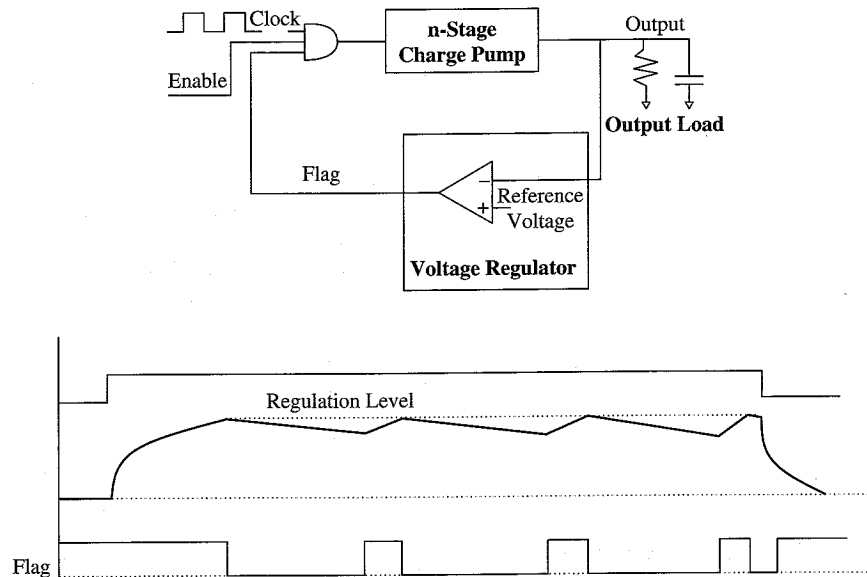 Clock
n-Stage
Charge Pump
Output
Enable
Output Load
Flag
−
Reference
+
Voltage
Voltage Regulator
Regulation Level
Flag